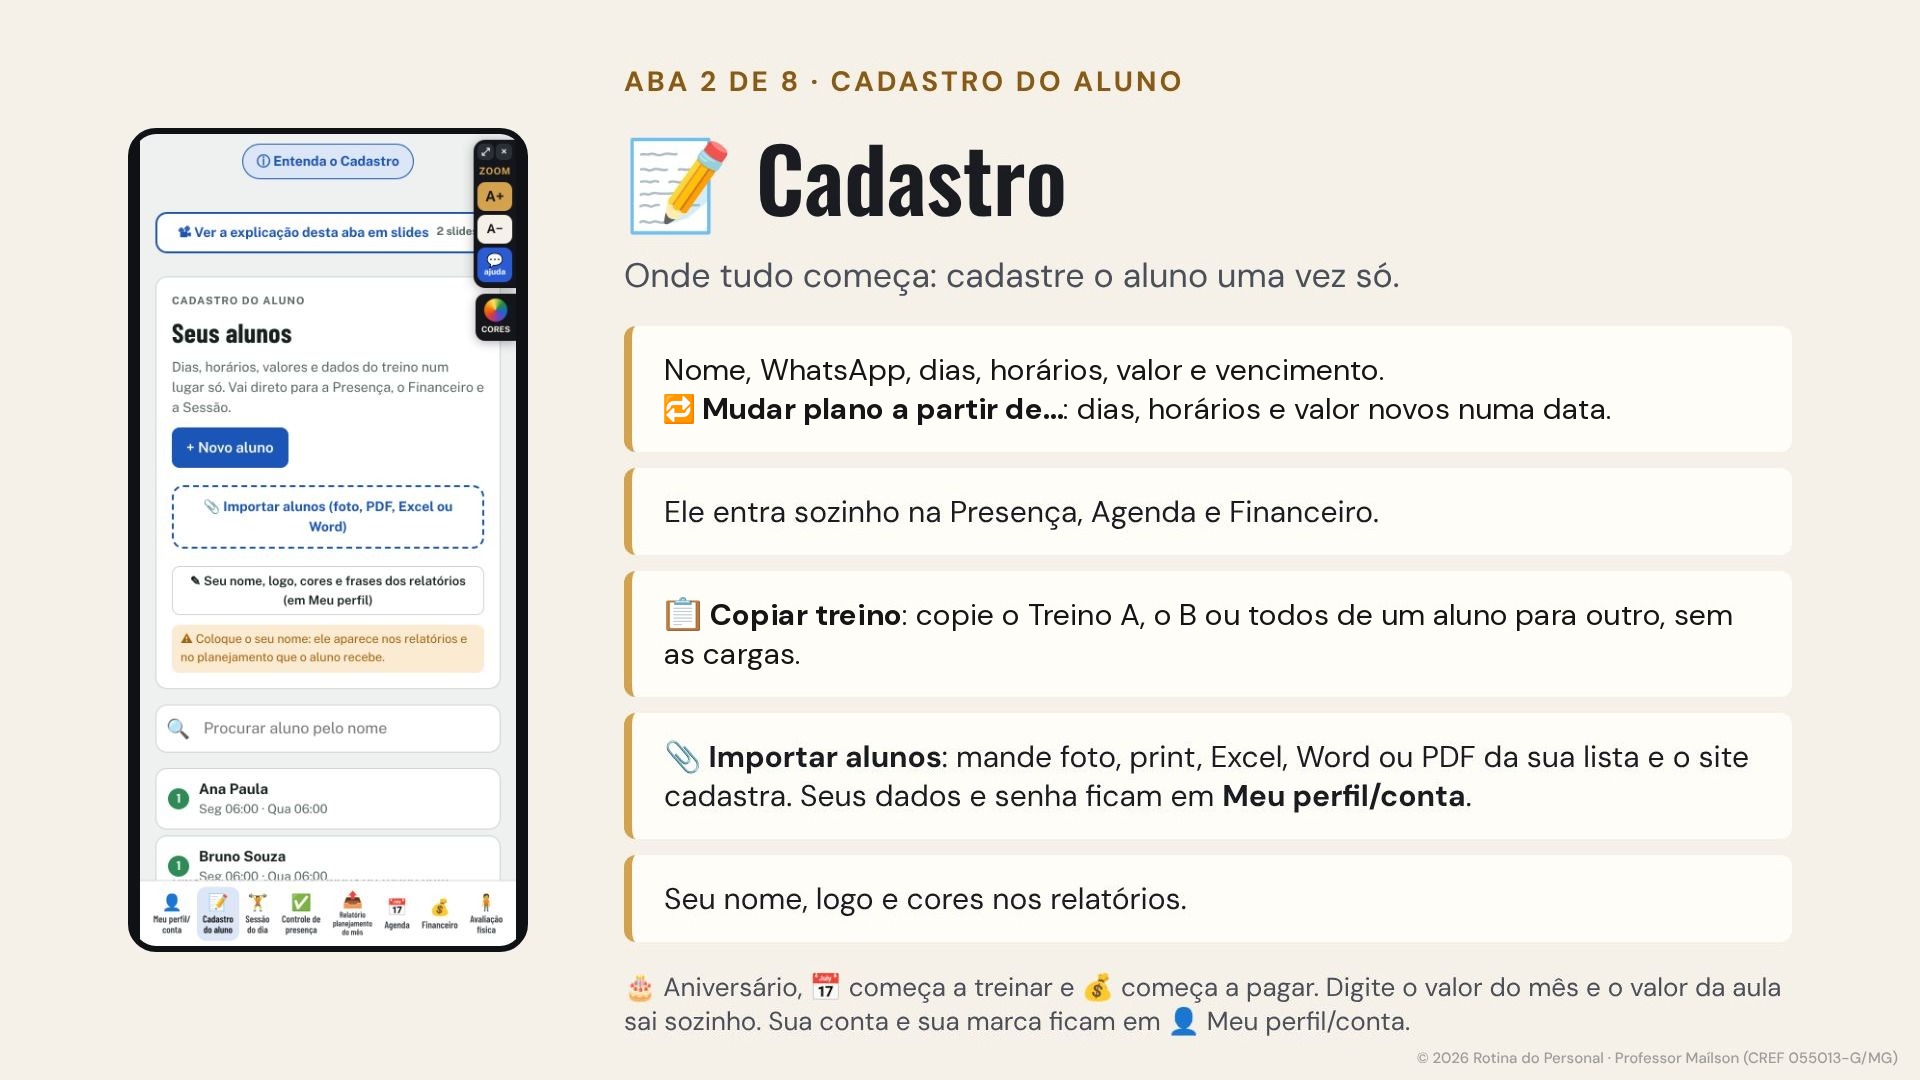 ABA 2 DE 8 · CADASTRO DO ALUNO
📝 Cadastro
Onde tudo começa: cadastre o aluno uma vez só.
Nome, WhatsApp, dias, horários, valor e vencimento.
🔁 Mudar plano a partir de...: dias, horários e valor novos numa data.
Ele entra sozinho na Presença, Agenda e Financeiro.
📋 Copiar treino: copie o Treino A, o B ou todos de um aluno para outro, sem
as cargas.
📎 Importar alunos: mande foto, print, Excel, Word ou PDF da sua lista e o site
cadastra. Seus dados e senha ficam em Meu perfil/conta.
Seu nome, logo e cores nos relatórios.
🎂 Aniversário, 📅 começa a treinar e 💰 começa a pagar. Digite o valor do mês e o valor da aula
sai sozinho. Sua conta e sua marca ficam em 👤 Meu perfil/conta.
ⓘ Entenda o Cadastro
📽 Ver a explicação desta aba em slides 2 slides
ZOOM
A+
A−
ajuda
CORES
CADASTRO DO ALUNO
Seus alunos
Dias, horários, valores e dados do treino num
lugar só. Vai direto para a Presença, o Financeiro e
a Sessão.
+ Novo aluno
📎 Importar alunos (foto, PDF, Excel ou
Word)
✎ Seu nome, logo, cores e frases dos relatórios
(em Meu perfil)
⚠ Coloque o seu nome: ele aparece nos relatórios e
no planejamento que o aluno recebe.
🔍 Procurar aluno pelo nome
1 Ana Paula
Seg 06:00 · Qua 06:00
1 Bruno Souza
Seg 06:00 · Qua 06:00
Meu perfil/
conta
Cadastro
do aluno
Sessão
do dia
Controle de
presença
Relatório
planejamento
do mês
Agenda
Financeiro
Avaliação
física
© 2026 Rotina do Personal · Professor Maílson (CREF 055013-G/MG)